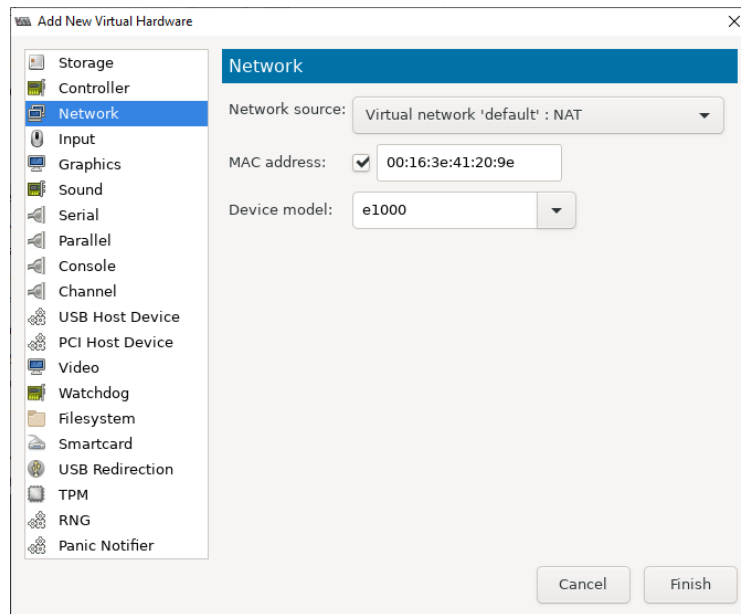 Add New Virtual Hardware
Storage
Controller
Network
Input
Graphics
Sound
Serial
Parallel
Console
Channel
USB Host Device
PCI Host Device
Video
Watchdog
Filesystem
Smartcard
USB Redirection
TPM
RNG
Panic Notifier
Network
Network source: Virtual network 'default' : NAT
MAC address: 00:16:3e:41:20:9e
Device model: e1000
Cancel Finish